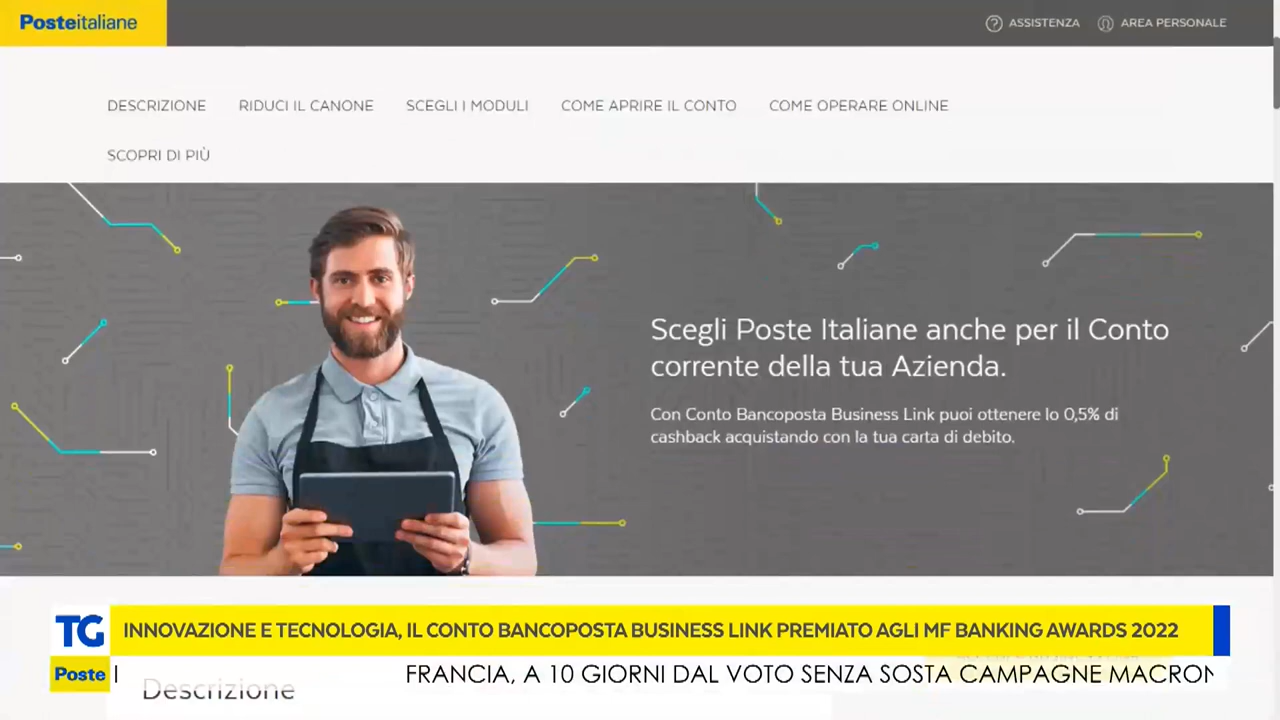 Posteitaliane
ASSISTENZA
AREA PERSONALE
DESCRIZIONE
RIDUCI IL CANONE
SCEGLI I MODULI
COME APRIRE IL CONTO
COME OPERARE ONLINE
SCOPRI DI PIÙ
Scegli Poste Italiane anche per il Conto
corrente della tua Azienda.
Con Conto Bancoposta Business Link puoi ottenere lo 0,5% di
cashback acquistando con la tua carta di debito.
TG
Poste
INNOVAZIONE E TECNOLOGIA, IL CONTO BANCOPOSTA BUSINESS LINK PREMIATO AGLI MF BANKING AWARDS 2022
FRANCIA, A 10 GIORNI DAL VOTO SENZA SOSTA CAMPAGNE MACRON
Descrizione